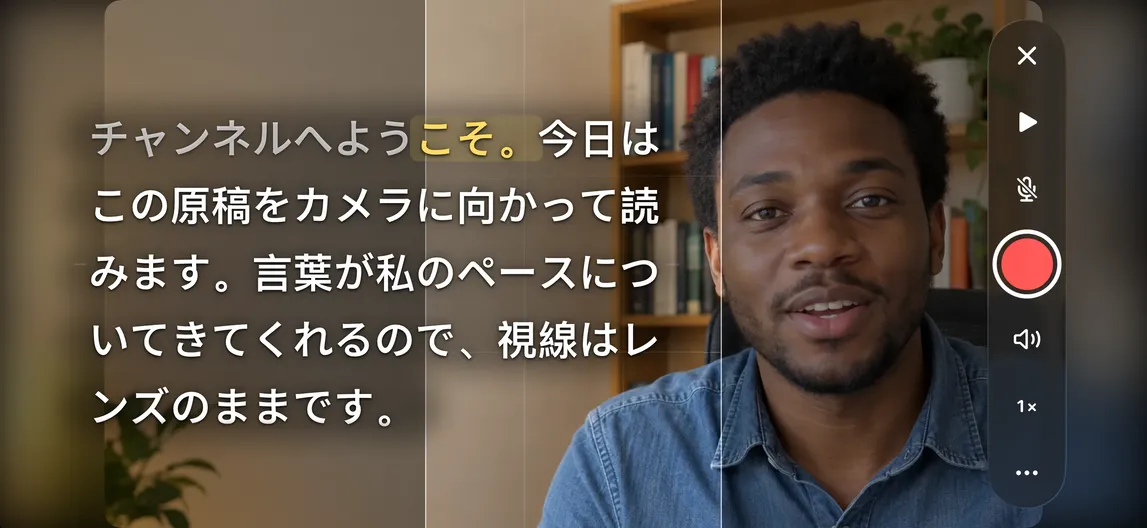 チャンネルへようこそ。今日は
この原稿をカメラに向かって読
みます。言葉が私のペースにつ
いてきてくれるので、視線はレ
ンズのままです。
1×